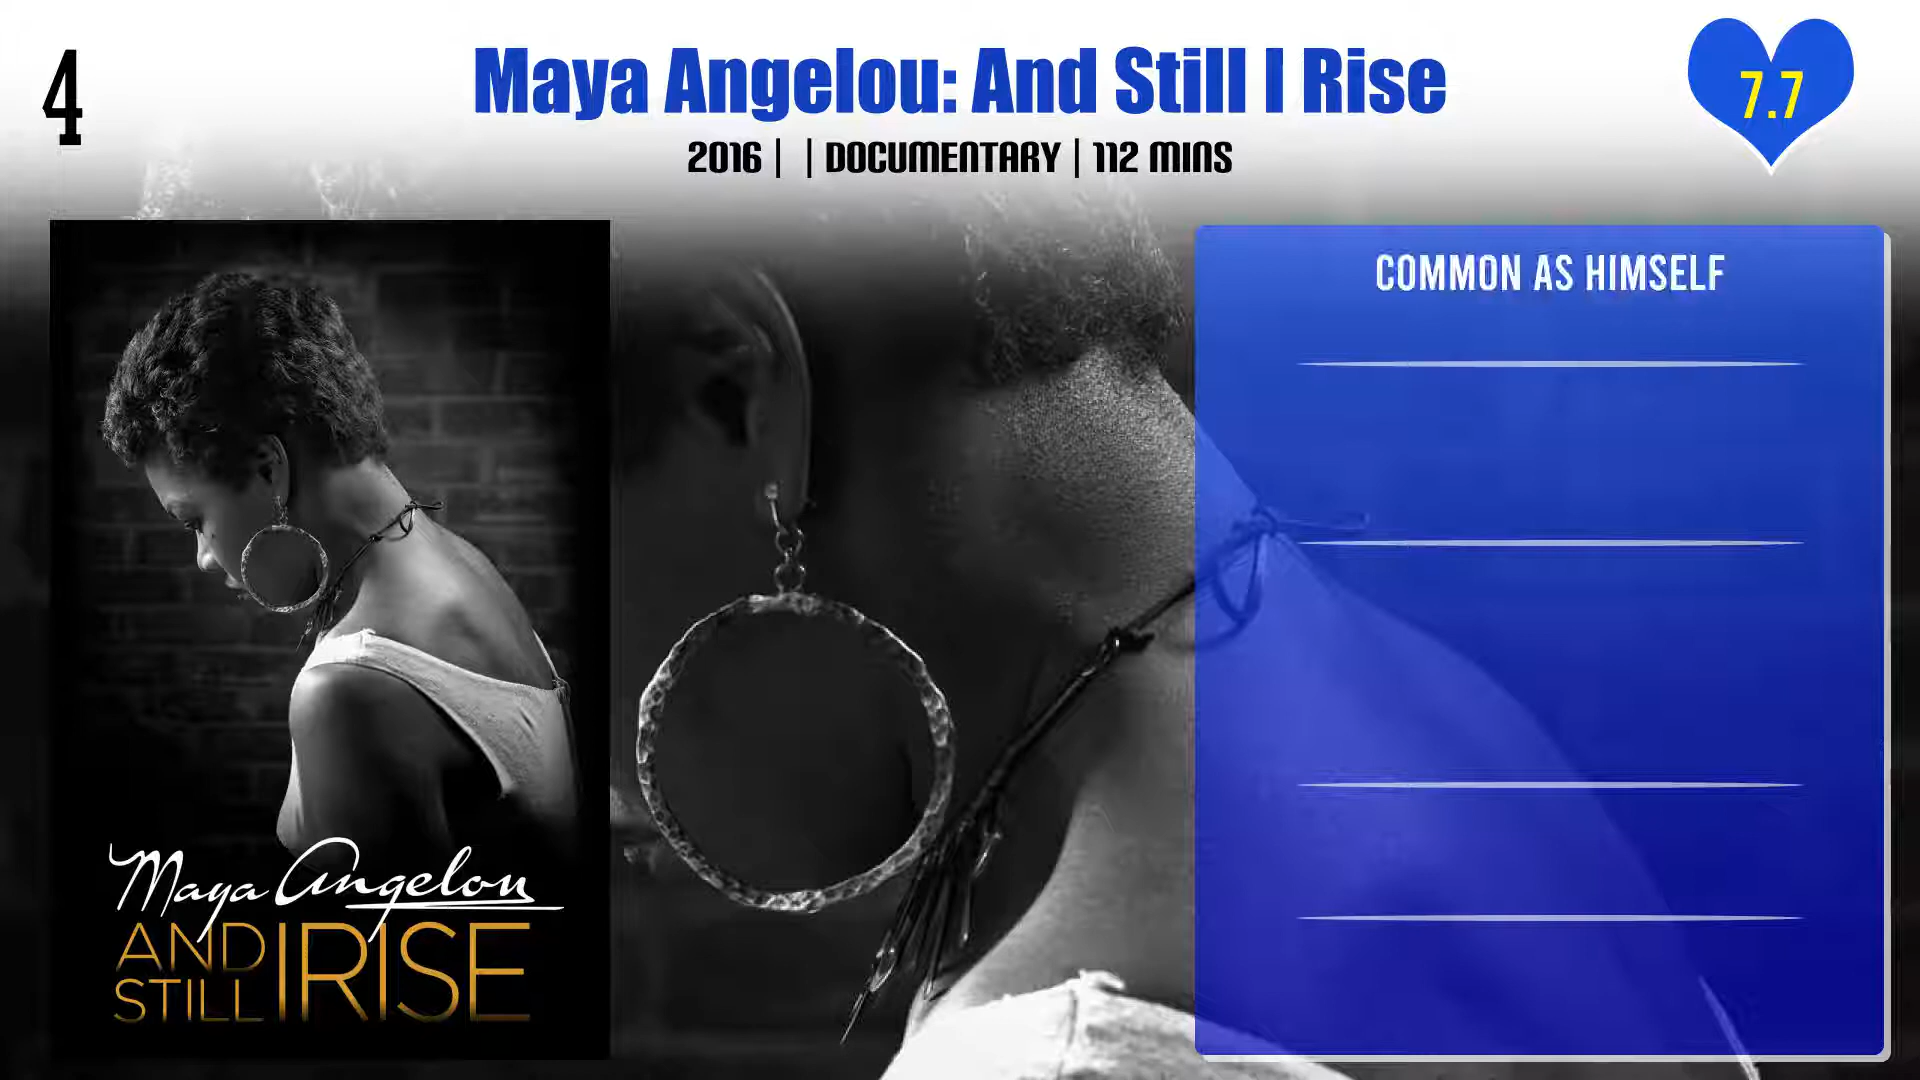 4
Maya Angelou: And Still I Rise
7.7
2016 | | DOCUMENTARY | 112 MINS
COMMON AS HIMSELF
Maya Angelou
AND
STILL
I RISE